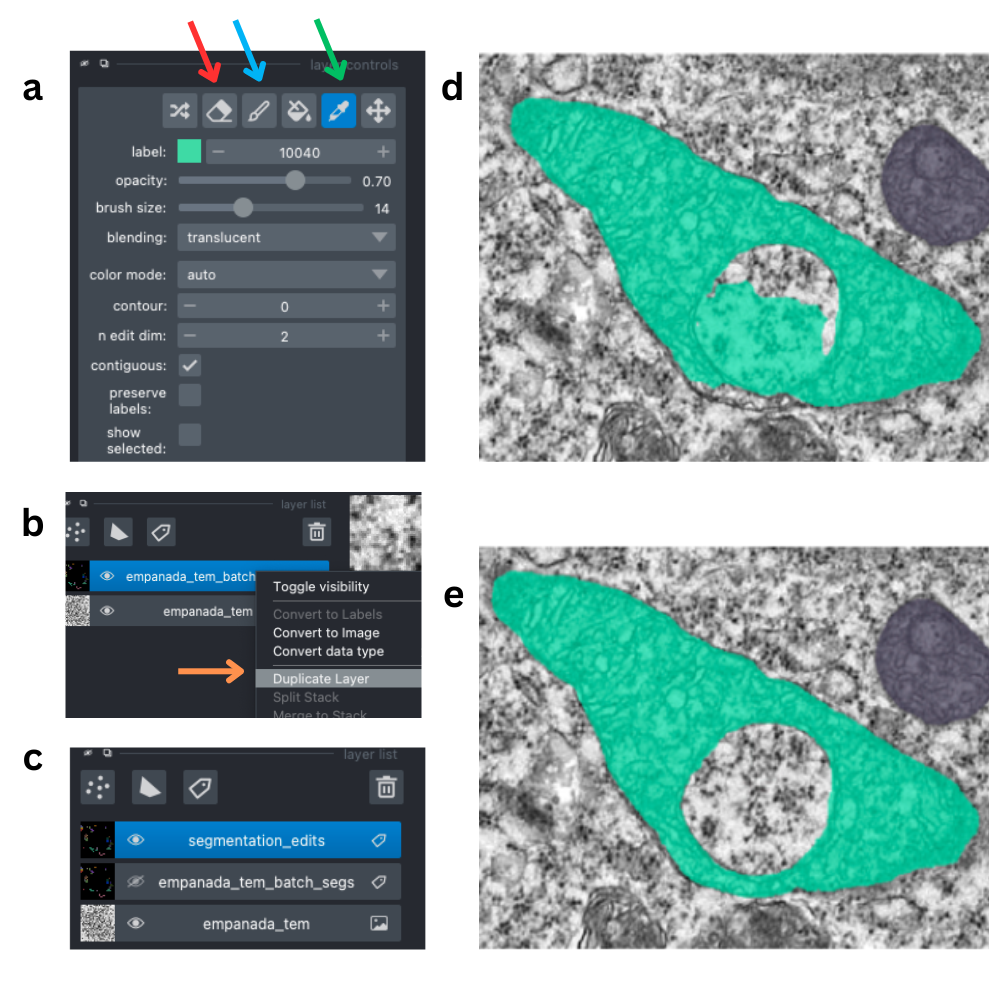 a
layer controls
label: 10040
opacity: 0.70
brush size: 14
blending: translucent
color mode: auto
contour: 0
n edit dim: 2
contiguous:
preserve
labels:
show
selected:
b
layer list
empanada_tem_batch
empanada_tem
Toggle visibility
Convert to Labels
Convert to Image
Convert data type
Duplicate Layer
Split Stack
Merge to Stack
c
layer list
segmentation_edits
empanada_tem_batch_segs
empanada_tem
d
e